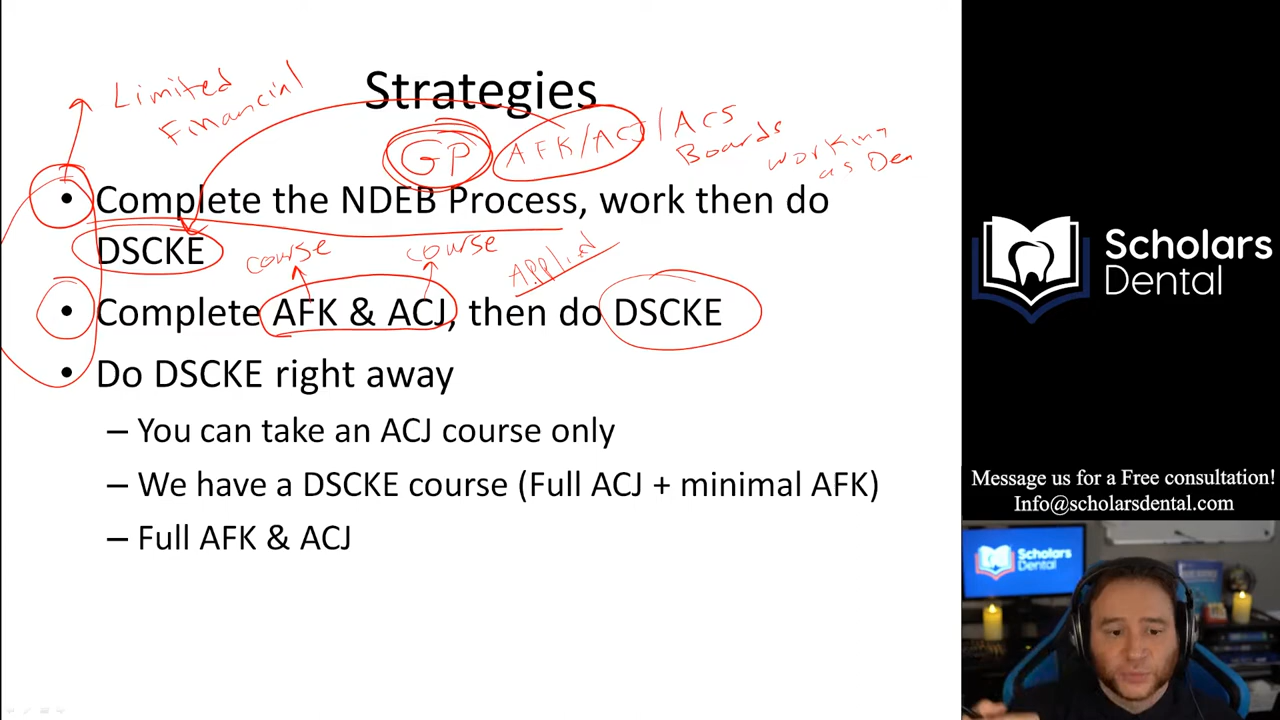 Strategies
Limited
Financial
GP AFK/ACJ/ACS
Boards
working
as Den
• Complete the NDEB Process, work then do
DSCKE
course course Applied
• Complete AFK & ACJ, then do DSCKE
• Do DSCKE right away
– You can take an ACJ course only
– We have a DSCKE course (Full ACJ + minimal AFK)
– Full AFK & ACJ
Scholars
Dental
Message us for a Free consultation!
Info@scholarsdental.com
Scholars
Dental